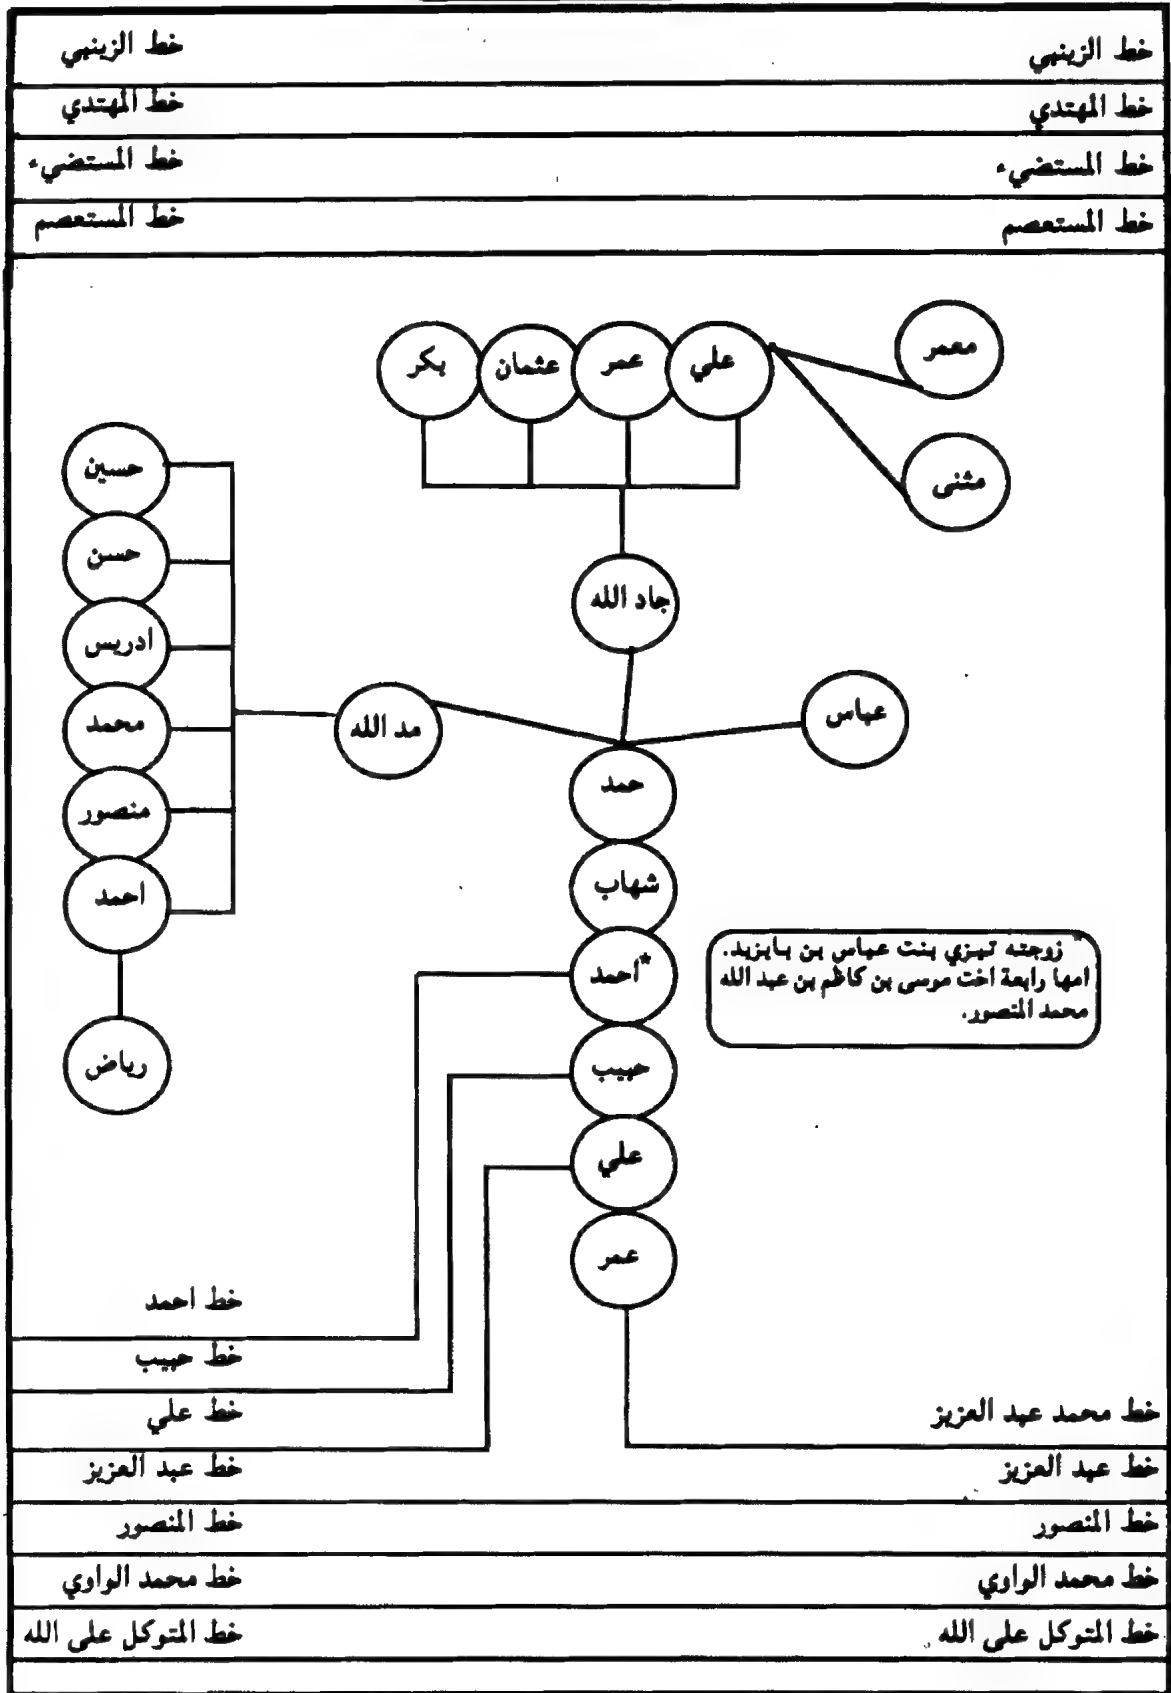 خط الزينبي
خط الزينبي
خط المهتدي
خط المهتدي
خط المستضيء
خط المستضيء
خط المستعصم
خط المستعصم
معمر
علي
عمر
عثمان
بكر
مثنى
حسين
حسن
ادريس
محمد
منصور
احمد
رياض
جاد الله
عباس
مد الله
حمد
شهاب
*احمد
حبيب
علي
عمر
* زوجته تيزي بنت عباس بن بايزيد.
امها رابعة اخت موسى بن كاظم بن عبد الله
محمد المنصور.
خط احمد
خط حبيب
خط محمد عبد العزيز
خط علي
خط عبد العزيز
خط عبد العزيز
خط المنصور
خط المنصور
خط محمد الواوي
خط محمد الواوي
خط المتوكل على الله
خط المتوكل على الله